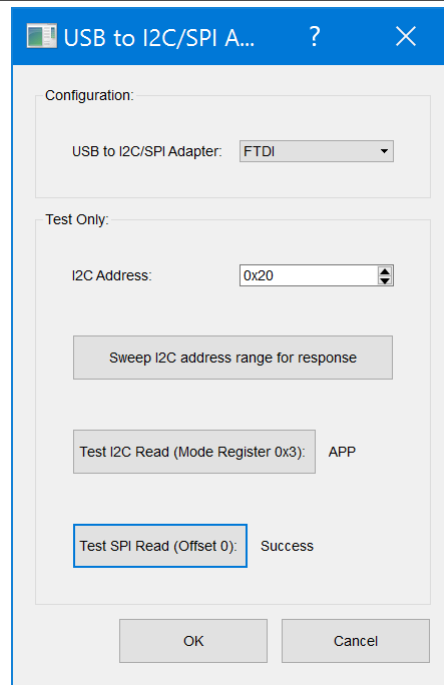 USB to I2C/SPI A... ?
Configuration:
USB to I2C/SPI Adapter: FTDI
Test Only:
I2C Address: 0x20
Sweep I2C address range for response
Test I2C Read (Mode Register 0x3): APP
Test SPI Read (Offset 0): Success
OK Cancel